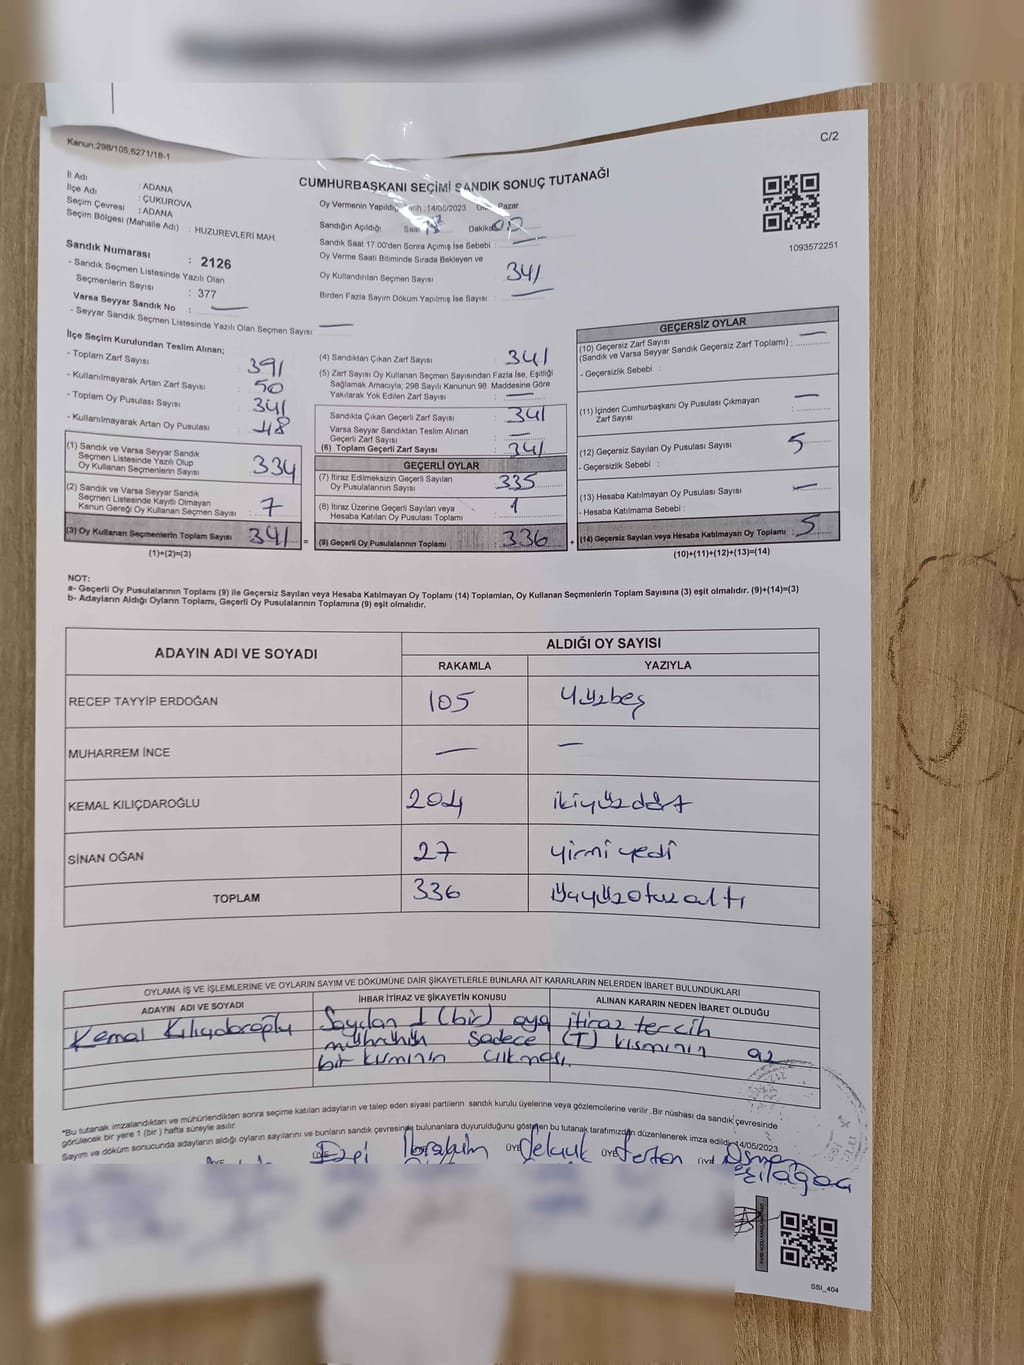 C/2
Kanun;298/105,6271/18-1
CUMHURBAŞKANI SEÇİMİ SANDIK SONUÇ TUTANAĞI
İl Adı : ADANA
İlçe Adı : ÇUKUROVA
Seçim Çevresi : ADANA
Seçim Bölgesi (Mahalle Adı) : HUZUREVLERİ MAH.
Sandık Numarası : 2126
- Sandık Seçmen Listesinde Yazılı Olan
Seçmenlerin Sayısı : 377
Varsa Seyyar Sandık No : —
- Seyyar Sandık Seçmen Listesinde Yazılı Olan Seçmen Sayısı —
Oy Vermenin Yapıldığı 14/05/2023 Pazar
Sandığın Açıldığı Saat Dakika
Sandık Saat 17.00'den Sonra Açımış İse Sebebi : —
Oy Verme Saati Bitiminde Sırada Bekleyen ve
Oy Kullandırılan Seçmen Sayısı 341
Birden Fazla Sayım Döküm Yapılmış İse Sayısı : —
1093572251
İlçe Seçim Kurulundan Teslim Alınan;
- Toplam Zarf Sayısı : 391
- Kullanılmayarak Artan Zarf Sayısı : 50
- Toplam Oy Pusulası Sayısı : 341
- Kullanılmayarak Artan Oy Pusulası : 48
(1) Sandık ve Varsa Seyyar Sandık
Seçmen Listesinde Yazılı Olup
Oy Kullanan Seçmenlerin Sayısı : 334
(2) Sandık ve Varsa Seyyar Sandık
Seçmen Listesinde Kayıtlı Olmayan
Kanun Gereği Oy Kullanan Seçmen Sayısı : 7
(3) Oy Kullanan Seçmenlerin Toplam Sayısı : 341 =
(1)+(2)=(3)
(4) Sandıktan Çıkan Zarf Sayısı : 341
(5) Zarf Sayısı Oy Kullanan Seçmen Sayısından Fazla İse, Eşitliği
Sağlamak Amacıyla, 298 Sayılı Kanunun 98. Maddesine Göre
Yakılarak Yok Edilen Zarf Sayısı : —
Sandıkta Çıkan Geçerli Zarf Sayısı : 341
Varsa Seyyar Sandıktan Teslim Alınan
Geçerli Zarf Sayısı : —
(6) Toplam Geçerli Zarf Sayısı : 341
GEÇERLİ OYLAR
(7) İtiraz Edilmeksizin Geçerli Sayılan
Oy Pusulalarının Sayısı : 335
(8) İtiraz Üzerine Geçerli Sayılan veya
Hesaba Katılan Oy Pusulası Toplamı : 1
(9) Geçerli Oy Pusulalarının Toplamı : 336 +
GEÇERSİZ OYLAR
(10) Geçersiz Zarf Sayısı —
(Sandık ve Varsa Seyyar Sandık Geçersiz Zarf Toplamı) :
- Geçersizlik Sebebi :
(11) İçinden Cumhurbaşkanı Oy Pusulası Çıkmayan —
Zarf Sayısı
(12) Geçersiz Sayılan Oy Pusulası Sayısı : 5
- Geçersizlik Sebebi :
(13) Hesaba Katılmayan Oy Pusulası Sayısı : —
- Hesaba Katılmama Sebebi :
(14) Geçersiz Sayılan veya Hesaba Katılmayan Oy Toplamı : 5
(10)+(11)+(12)+(13)=(14)
NOT:
a- Geçerli Oy Pusulalarının Toplamı (9) ile Geçersiz Sayılan veya Hesaba Katılmayan Oy Toplamı (14) Toplamları, Oy Kullanan Seçmenlerin Toplam Sayısına (3) eşit olmalıdır. (9)+(14)=(3)
b- Adayların Aldığı Oyların Toplamı, Geçerli Oy Pusulalarının Toplamına (9) eşit olmalıdır.
ADAYIN ADI VE SOYADI ALDIĞI OY SAYISI
RAKAMLA YAZIYLA
RECEP TAYYİP ERDOĞAN 105 yüzbeş
MUHARREM İNCE — —
KEMAL KILIÇDAROĞLU 204 ikiyüzdört
SİNAN OĞAN 27 yirmiyedi
TOPLAM 336 üçyüzotuzaltı
OYLAMA İŞ VE İŞLEMLERİNE VE OYLARIN SAYIM VE DÖKÜMÜNE DAİR ŞİKAYETLERLE BUNLARA AİT KARARLARIN NELERDEN İBARET BULUNDUKLARI
ADAYIN ADI VE SOYADI İHBAR İTİRAZ VE ŞİKAYETİN KONUSU ALINAN KARARIN NEDEN İBARET OLDUĞU
Kemal Kılıçdaroğlu Sayılan 1 (bir) oya itiraz tercih
mührünün sadece (T) kısmının az
bir kısmının çıkması.
*Bu tutanak imzalandıktan ve mühürlendikten sonra seçime katılan adayların ve talep eden siyasi partilerin sandık kurulu üyelerine veya gözlemcilerine verilir .Bir nüshası da sandık çevresinde
görülecek bir yere 1 (bir ) hafta süreyle asılır.
Sayım ve döküm sonucunda adayların aldığı oyların sayılarını ve bunların sandık çevresinde bulunanlara duyurulduğunu gösteren bu tutanak tarafımızdan düzenlenerek imza edildi. 14/05/2023
Ezgi İbrahim Üye Selçuk Üye Ferten Üye Osman
SSI_404